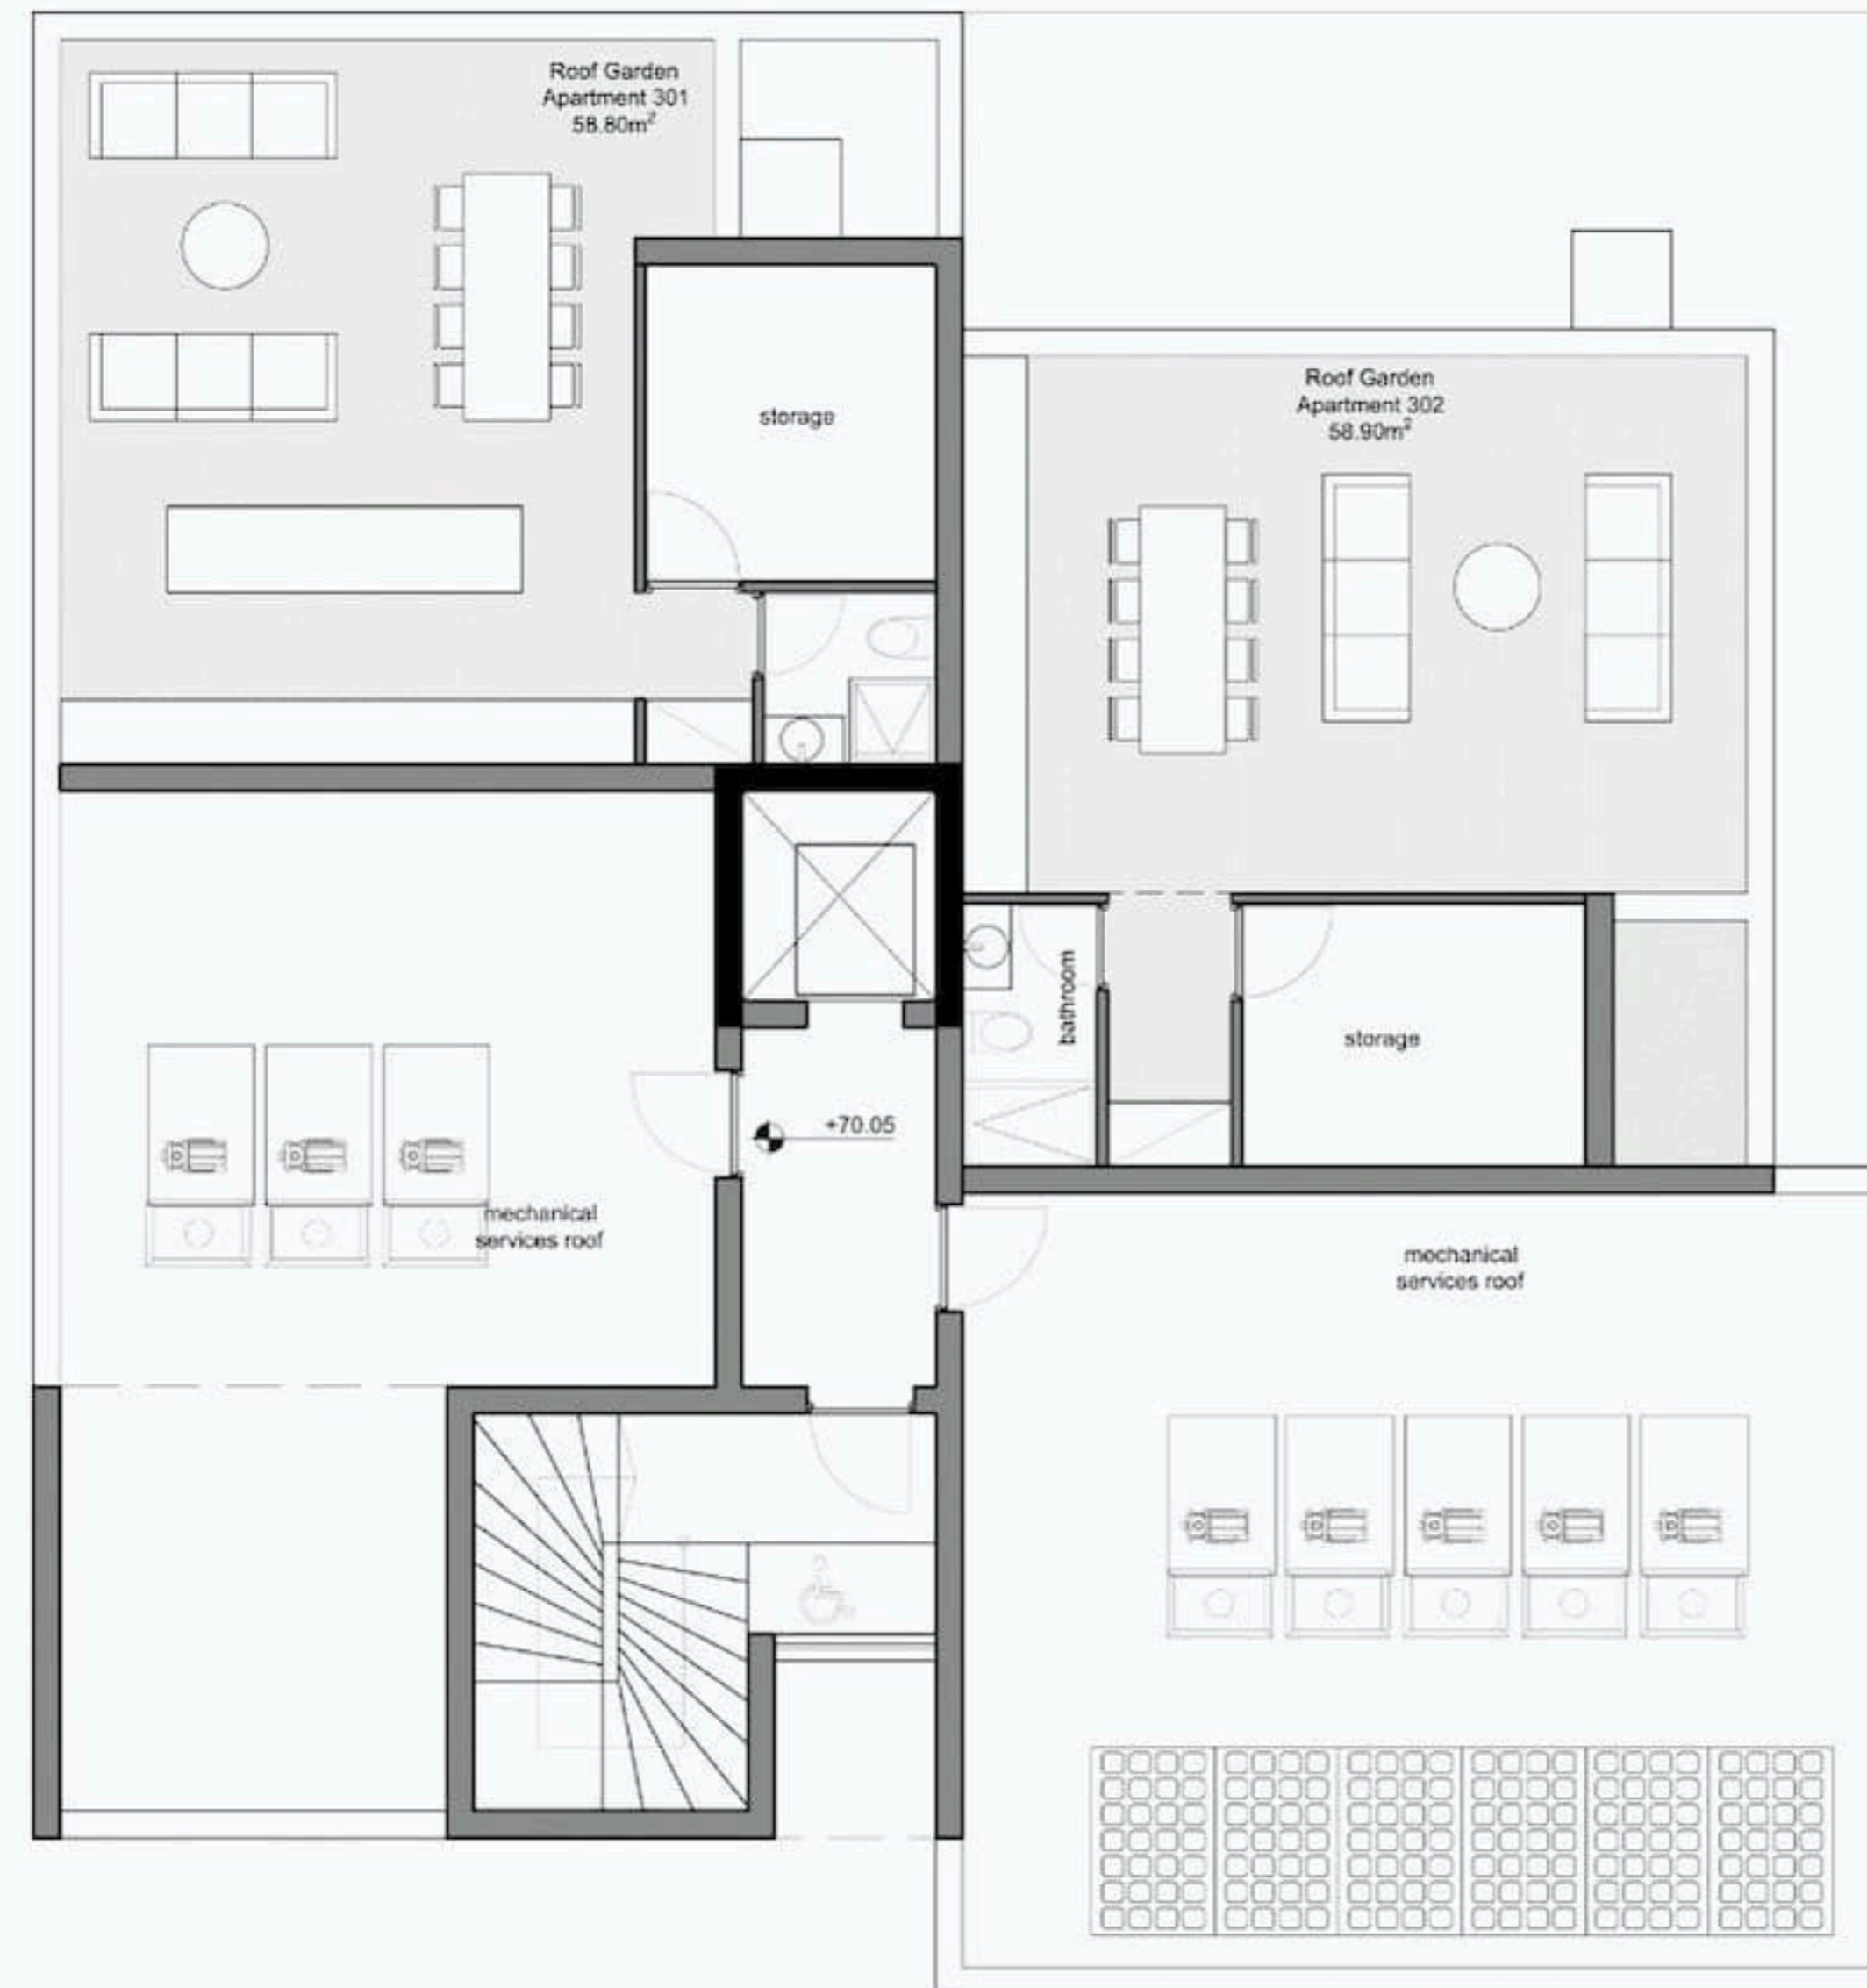 Roof Garden
Apartment 301
58.80m²
storage
Roof Garden
Apartment 302
58.90m²
bathroom
storage
+70.05
mechanical
services roof
mechanical
services roof